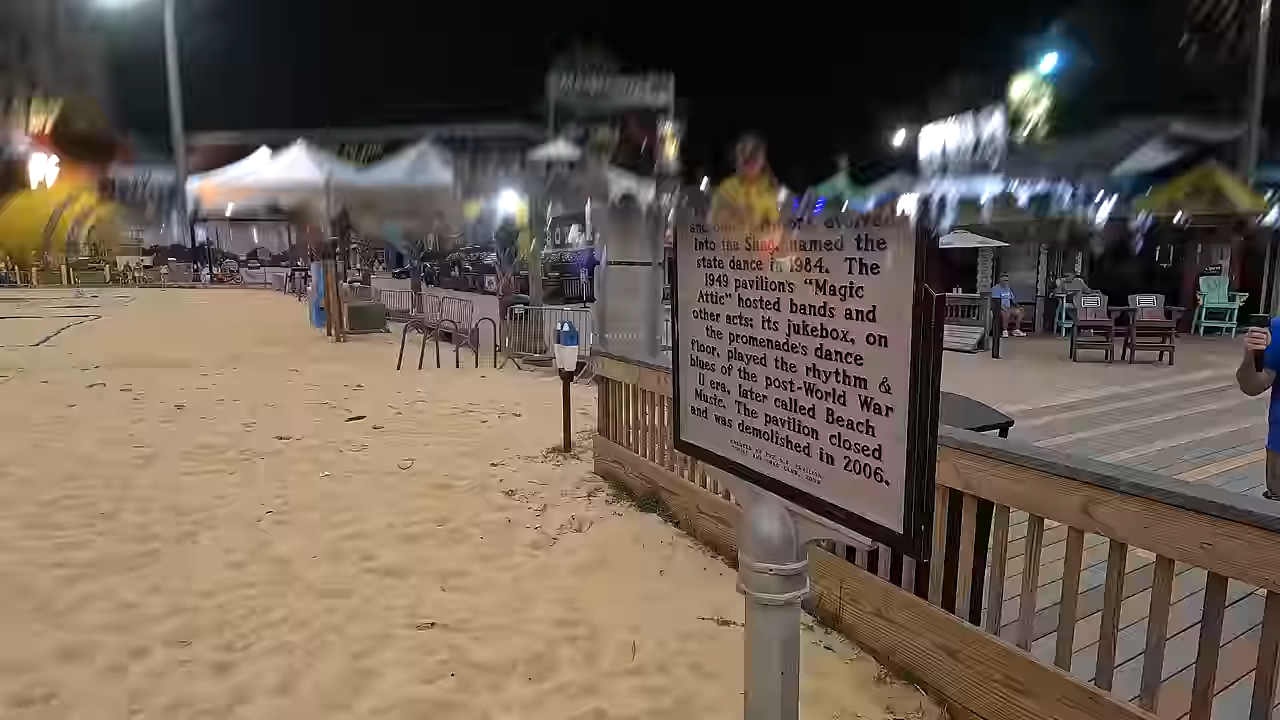 evolved
into the Shag, named the
state dance in 1984. The
1949 pavilion's "Magic
Attic" hosted bands and
other acts; its jukebox, on
the promenade's dance
floor, played the rhythm &
blues of the post-World War
II era, later called Beach
Music. The pavilion closed
and was demolished in 2006.